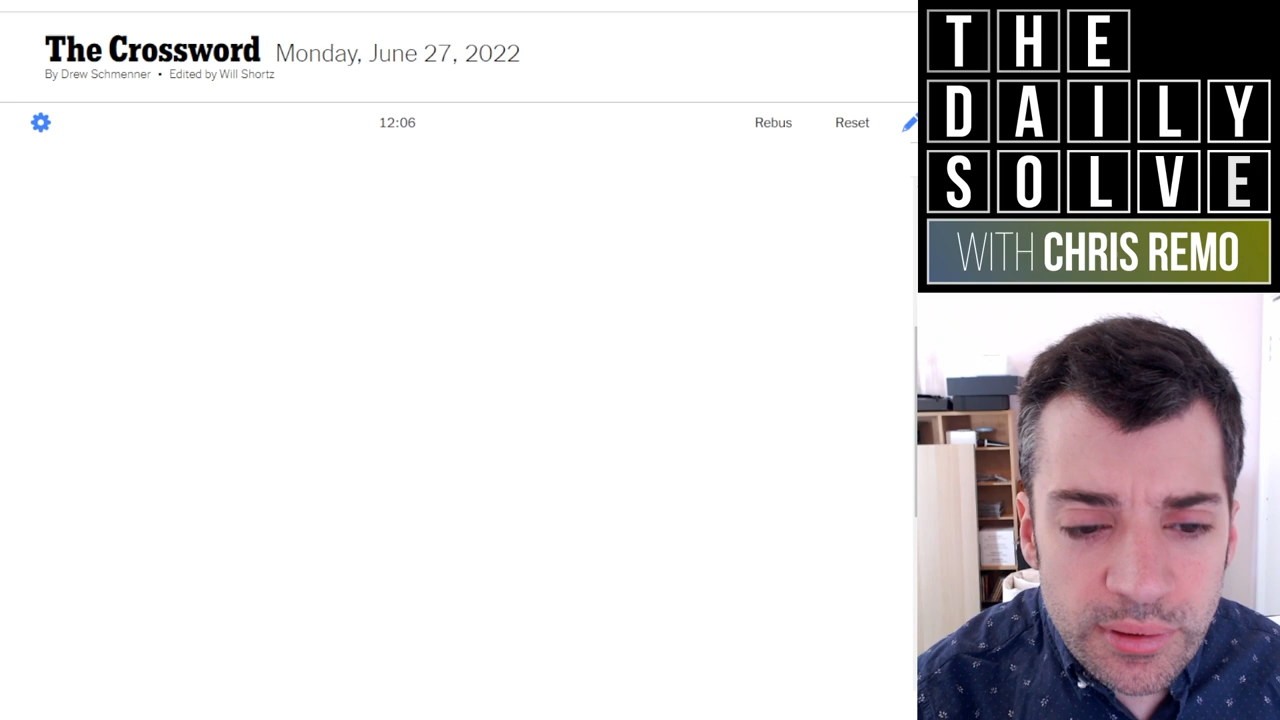 The Crossword Monday, June 27, 2022
By Drew Schmenner • Edited by Will Shortz
12:06 Rebus Reset
THE
DAILY
SOLVE
WITH CHRIS REMO